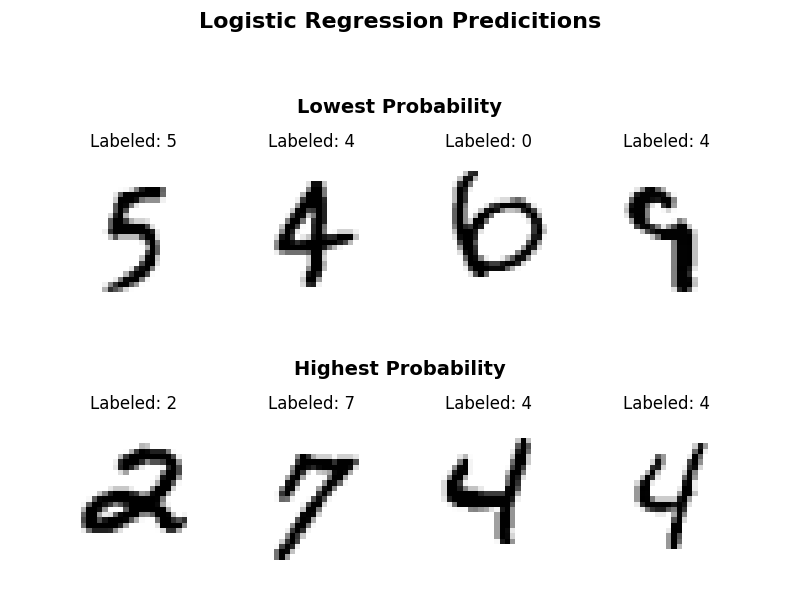 Logistic Regression Predicitions
Lowest Probability
Labeled: 5 Labeled: 4 Labeled: 0 Labeled: 4
5 4 6 9
Highest Probability
Labeled: 2 Labeled: 7 Labeled: 4 Labeled: 4
2 7 4 4